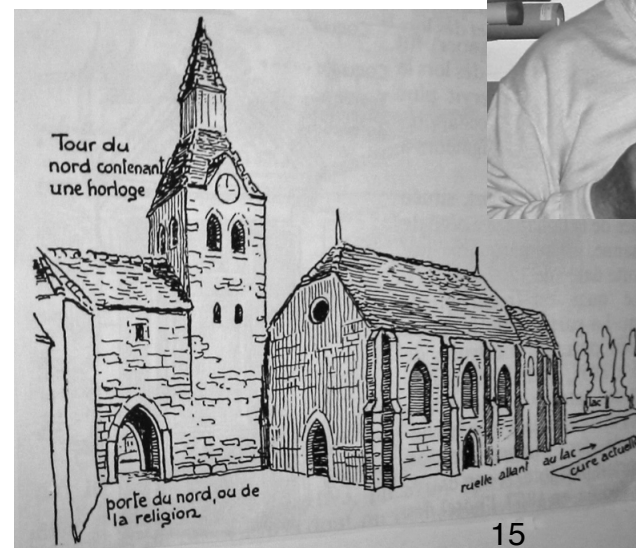 Tour du
nord contenant
une horloge
lac
ruelle allant au lac
cure actuelle
porte du nord, ou de
la religion
15